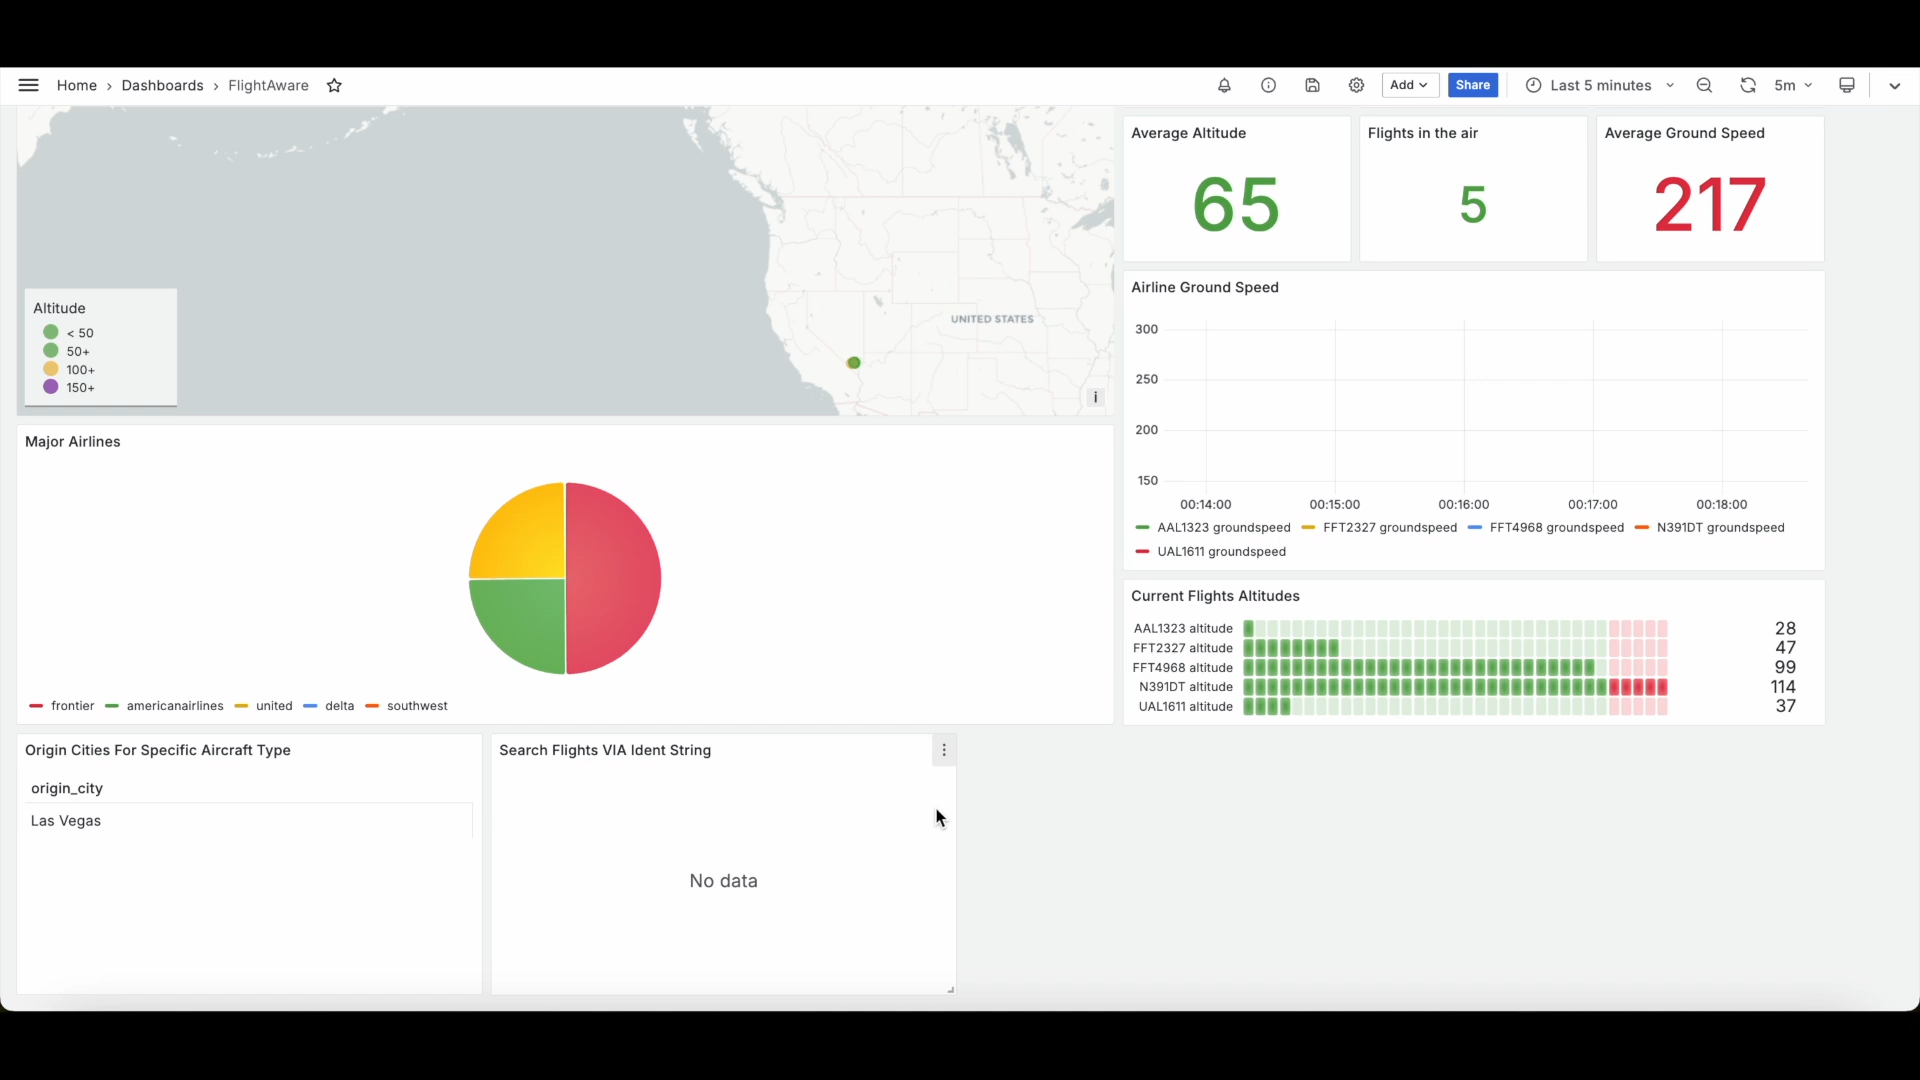 Home › Dashboards › FlightAware
Add
Share
Last 5 minutes
5m
UNITED STATES
Altitude
< 50
50+
100+
150+
i
Average Altitude
65
Flights in the air
5
Average Ground Speed
217
Airline Ground Speed
300
250
200
150
00:14:00 00:15:00 00:16:00 00:17:00 00:18:00
AAL1323 groundspeed FFT2327 groundspeed FFT4968 groundspeed N391DT groundspeed
UAL1611 groundspeed
Major Airlines
frontier americanairlines united delta southwest
Current Flights Altitudes
AAL1323 altitude 28
FFT2327 altitude 47
FFT4968 altitude 99
N391DT altitude 114
UAL1611 altitude 37
Origin Cities For Specific Aircraft Type
origin_city
Las Vegas
Search Flights VIA Ident String
No data